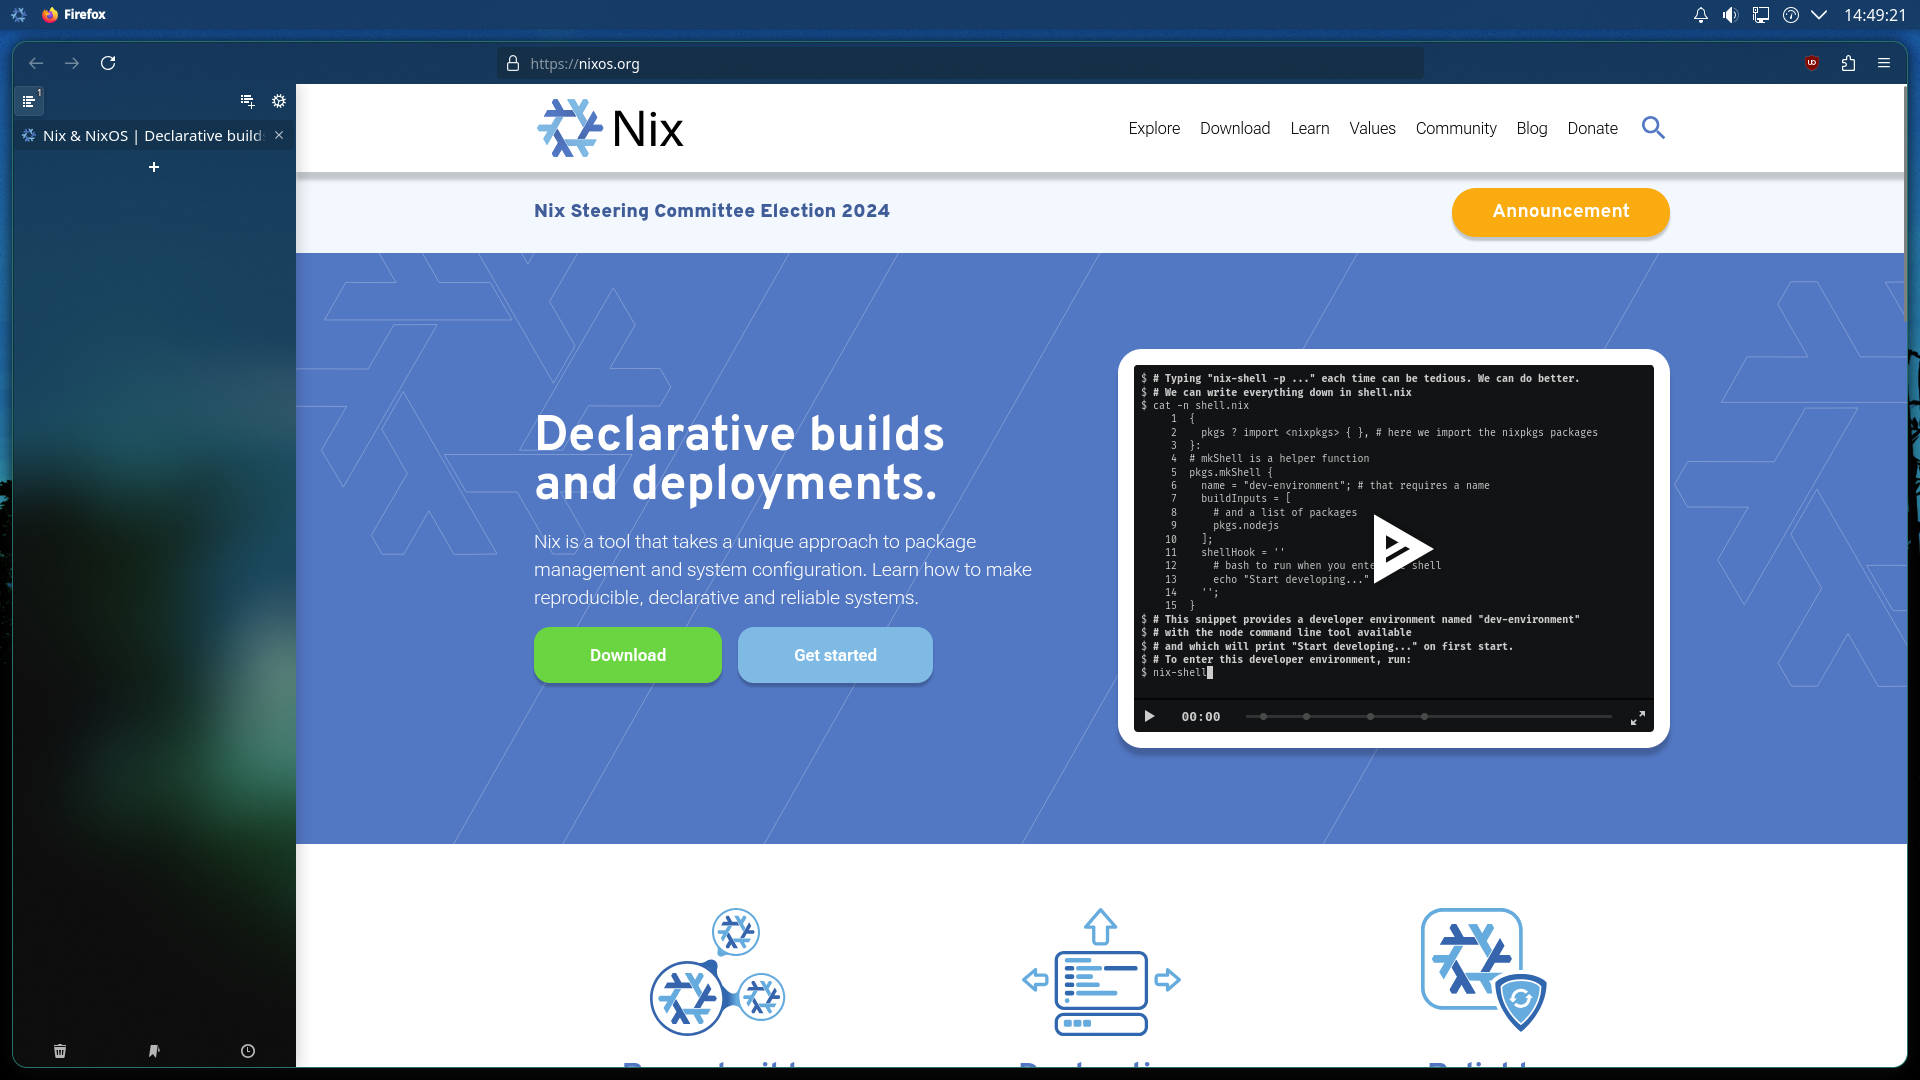 Firefox
14:49:21
https://nixos.org
1
Nix & NixOS | Declarative build
Nix
Explore Download Learn Values Community Blog Donate
Nix Steering Committee Election 2024
Announcement
Declarative builds
and deployments.
Nix is a tool that takes a unique approach to package
management and system configuration. Learn how to make
reproducible, declarative and reliable systems.
Download
Get started
$ # Typing "nix-shell -p ..." each time can be tedious. We can do better.
$ # We can write everything down in shell.nix
$ cat -n shell.nix
1 {
2 pkgs ? import <nixpkgs> { }, # here we import the nixpkgs packages
3 }:
4 # mkShell is a helper function
5 pkgs.mkShell {
6 name = "dev-environment"; # that requires a name
7 buildInputs = [
8 # and a list of packages
9 pkgs.nodejs
10 ];
11 shellHook = ''
12 # bash to run when you shell
13 echo "Start developing..."
14 '';
15 }
$ # This snippet provides a developer environment named "dev-environment"
$ # with the node command line tool available
$ # and which will print "Start developing..." on first start.
$ # To enter this developer environment, run:
$ nix-shell
00:00